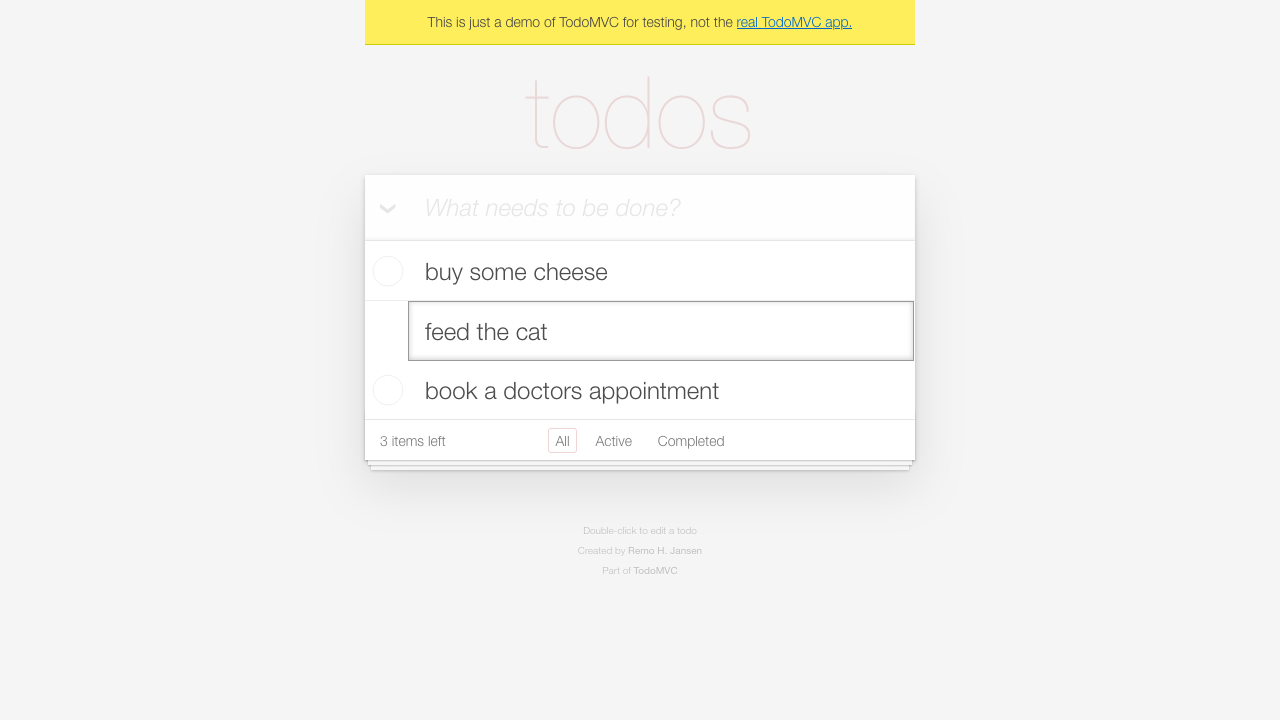 This is just a demo of TodoMVC for testing, not the real TodoMVC app.
todos
What needs to be done?
buy some cheese
feed the cat
book a doctors appointment
3 items left All Active Completed
Double-click to edit a todo
Created by Remo H. Jansen
Part of TodoMVC